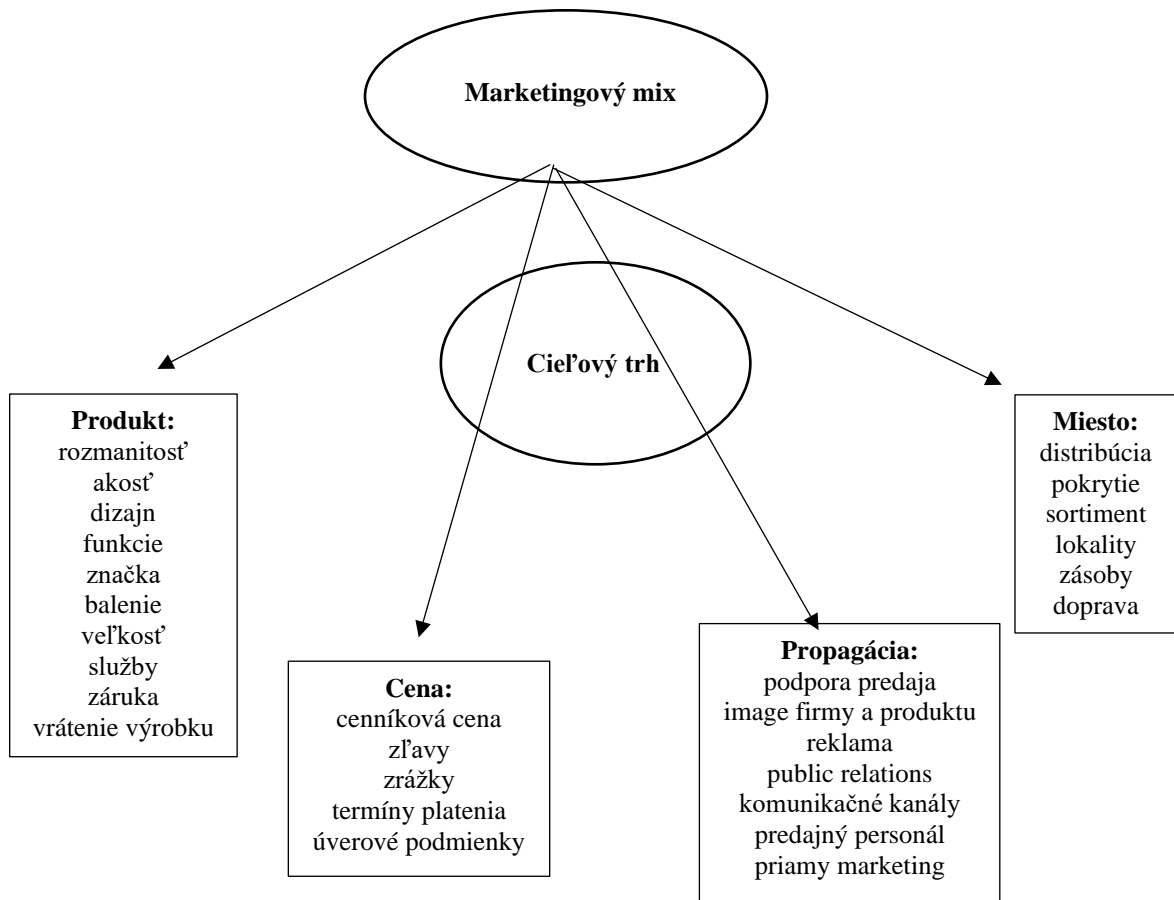 Marketingový mix
Cieľový trh
Produkt:
rozmanitosť
akosť
dizajn
funkcie
značka
balenie
veľkosť
služby
záruka
vrátenie výrobku
Cena:
cenníková cena
zľavy
zrážky
termíny platenia
úverové podmienky
Propagácia:
podpora predaja
image firmy a produktu
reklama
public relations
komunikačné kanály
predajný personál
priamy marketing
Miesto:
distribúcia
pokrytie
sortiment
lokality
zásoby
doprava